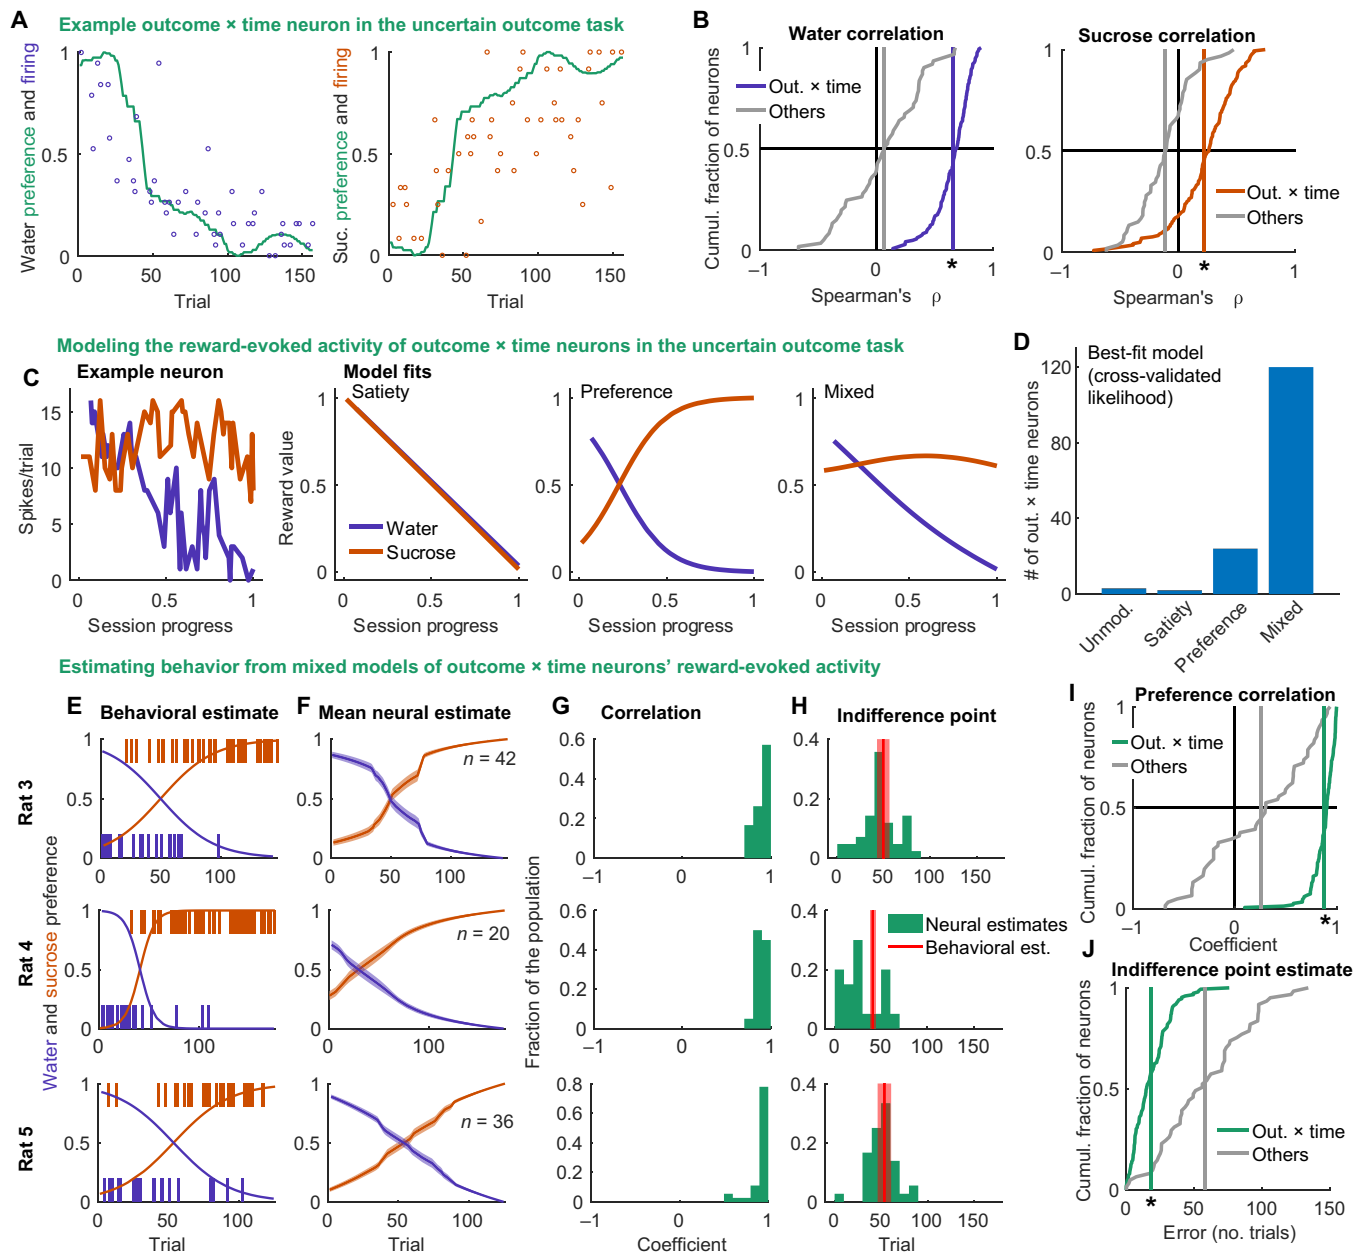 A
Example outcome × time neuron in the uncertain outcome task
Water preference and firing
1
0.5
0
0
50
100
150
Trial
Suc. preference and firing
1
0.5
0
0
50
100
150
Trial
B
Water correlation
Cumul. fraction of neurons
1
0.5
0
Out. × time
Others
−1
0
*
1
Spearman's ρ
Sucrose correlation
1
0.5
0
Out. × time
Others
−1
0
*
1
Spearman's ρ
Modeling the reward-evoked activity of outcome × time neurons in the uncertain outcome task
C
Example neuron
Spikes/trial
15
10
5
0
0
0.5
1
Session progress
Model fits
Satiety
Reward value
1
0.5
0
Water
Sucrose
0
0.5
1
Session progress
Preference
1
0.5
0
0
0.5
1
Session progress
Mixed
1
0.5
0
0
0.5
1
Session progress
D
Best-fit model
(cross-validated
likelihood)
# of out. × time neurons
120
80
40
0
Unmod.
Satiety
Preference
Mixed
Estimating behavior from mixed models of outcome × time neurons’ reward-evoked activity
E
Behavioral estimate
Water and sucrose preference
Rat 3
1
0.5
0
0
100
Rat 4
1
0.5
0
0
100
Rat 5
1
0.5
0
0
50
100
Trial
F
Mean neural estimate
1
0.5
0
n = 42
0
100
1
0.5
0
n = 20
0
100
1
0.5
0
n = 36
0
50
100
Trial
G
Correlation
Fraction of the population
0.6
0.4
0.2
0
−1
0
1
0.6
0.4
0.2
0
−1
0
1
0.8
0.6
0.4
0.2
0
−1
0
1
Coefficient
H
Indifference point
0.4
0.2
0
0
50
100
150
0.4
0.2
0
Neural estimates
Behavioral est.
0
50
100
150
0.4
0.2
0
0
50
100
150
Trial
I
Preference correlation
Cumul. fraction of neurons
1
0.5
0
Out. × time
Others
−1
0
*
1
Coefficient
J
Indifference point estimate
Cumul. fraction of neurons
1
0.5
0
Out. × time
Others
0
*
50
100
150
Error (no. trials)